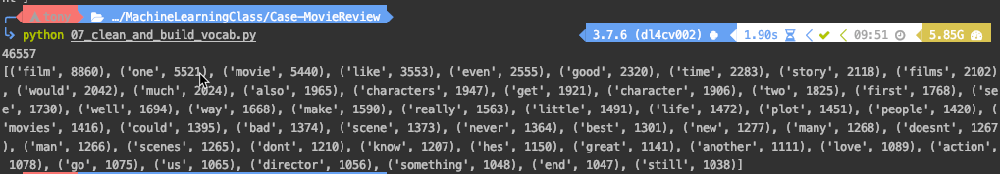 …/MachineLearningClass/Case-MovieReview
python 07_clean_and_build_vocab.py 3.7.6 (dl4cv002) 1.90s 09:51 5.85G
46557
[('film', 8860), ('one', 5521), ('movie', 5440), ('like', 3553), ('even', 2555), ('good', 2320), ('time', 2283), ('story', 2118), ('films', 2102)
, ('would', 2042), ('much', 2024), ('also', 1965), ('characters', 1947), ('get', 1921), ('character', 1906), ('two', 1825), ('first', 1768), ('se
e', 1730), ('well', 1694), ('way', 1668), ('make', 1590), ('really', 1563), ('little', 1491), ('life', 1472), ('plot', 1451), ('people', 1420), (
'movies', 1416), ('could', 1395), ('bad', 1374), ('scene', 1373), ('never', 1364), ('best', 1301), ('new', 1277), ('many', 1268), ('doesnt', 1267
), ('man', 1266), ('scenes', 1265), ('dont', 1210), ('know', 1207), ('hes', 1150), ('great', 1141), ('another', 1111), ('love', 1089), ('action',
1078), ('go', 1075), ('us', 1065), ('director', 1056), ('something', 1048), ('end', 1047), ('still', 1038)]